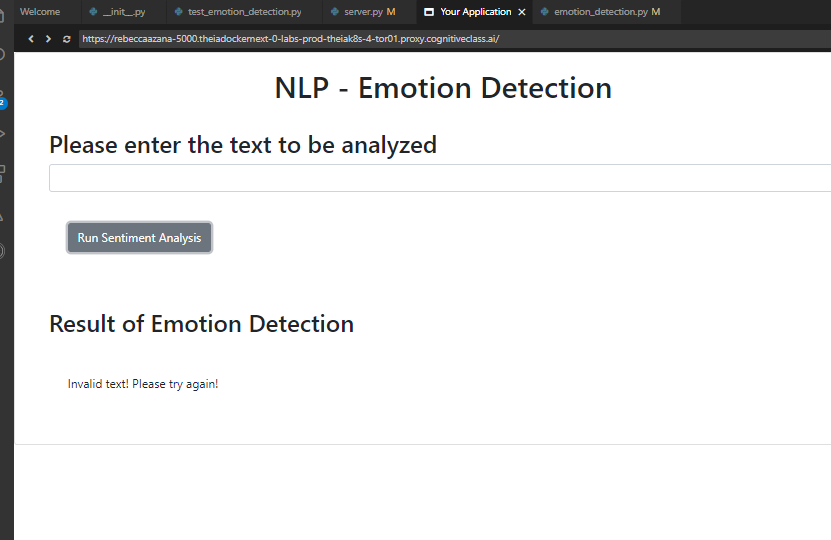 Welcome __init__.py test_emotion_detection.py server.py M Your Application emotion_detection.py M
https://rebeccaazana-5000.theiadockernext-0-labs-prod-theiak8s-4-tor01.proxy.cognitiveclass.ai/
NLP - Emotion Detection
Please enter the text to be analyzed
Run Sentiment Analysis
Result of Emotion Detection
Invalid text! Please try again!